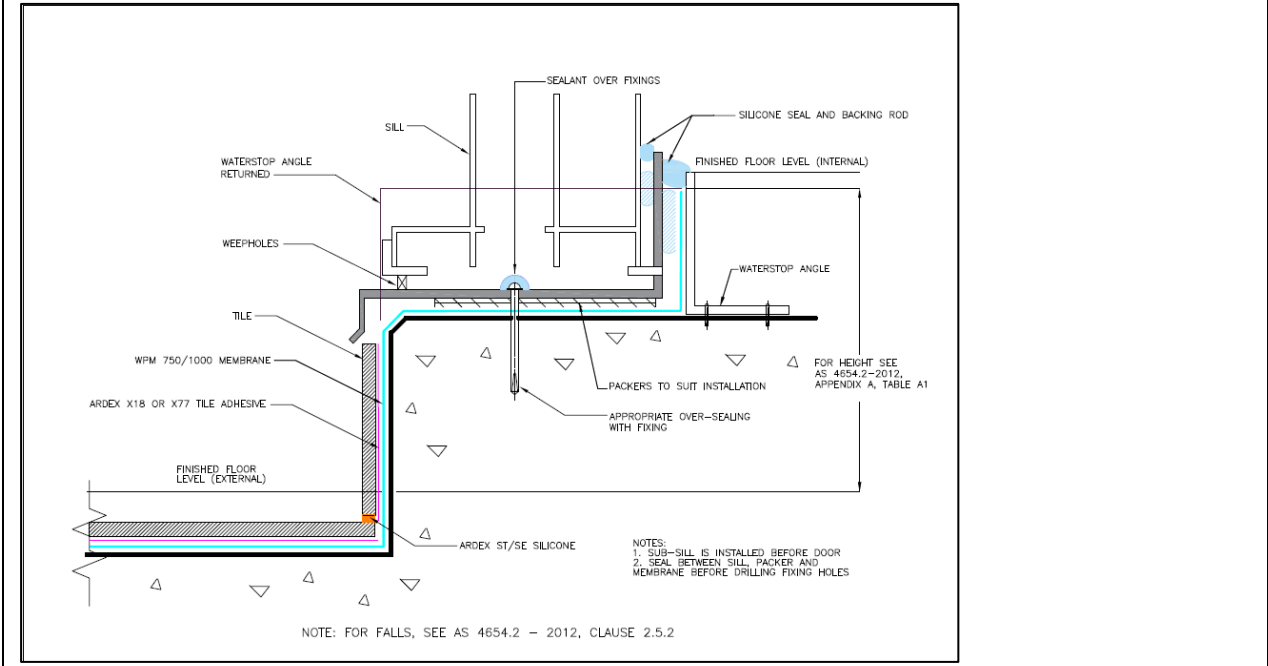 SEALANT OVER FIXINGS
SILICONE SEAL AND BACKING ROD
SILL
FINISHED FLOOR LEVEL (INTERNAL)
WATERSTOP ANGLE
RETURNED
WEEPHOLES
WATERSTOP ANGLE
TILE
WPM 750/1000 MEMBRANE
FOR HEIGHT SEE
AS 4654.2-2012,
APPENDIX A, TABLE A1
PACKERS TO SUIT INSTALLATION
ARDEX X18 OR X77 TILE ADHESIVE
APPROPRIATE OVER-SEALING
WITH FIXING
FINISHED FLOOR
LEVEL (EXTERNAL)
ARDEX ST/SE SILICONE
NOTES:
1. SUB-SILL IS INSTALLED BEFORE DOOR
2. SEAL BETWEEN SILL, PACKER AND
MEMBRANE BEFORE DRILLING FIXING HOLES
NOTE: FOR FALLS, SEE AS 4654.2 - 2012, CLAUSE 2.5.2